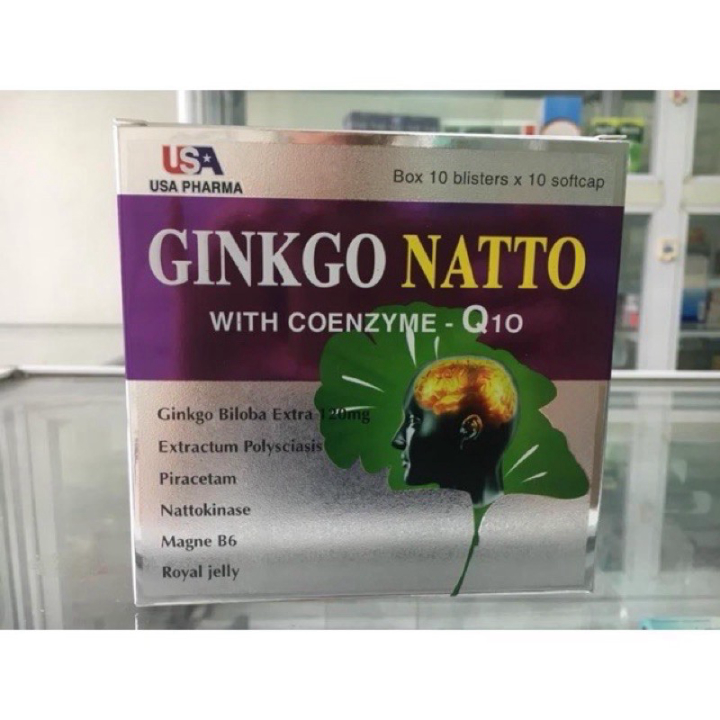 USA
USA PHARMA
Box 10 blisters x 10 softcap
GINKGO NATTO
WITH COENZYME - Q10
Ginkgo Biloba Extra 120mg
Extractum Polysciasis
Piracetam
Nattokinase
Magne B6
Royal jelly